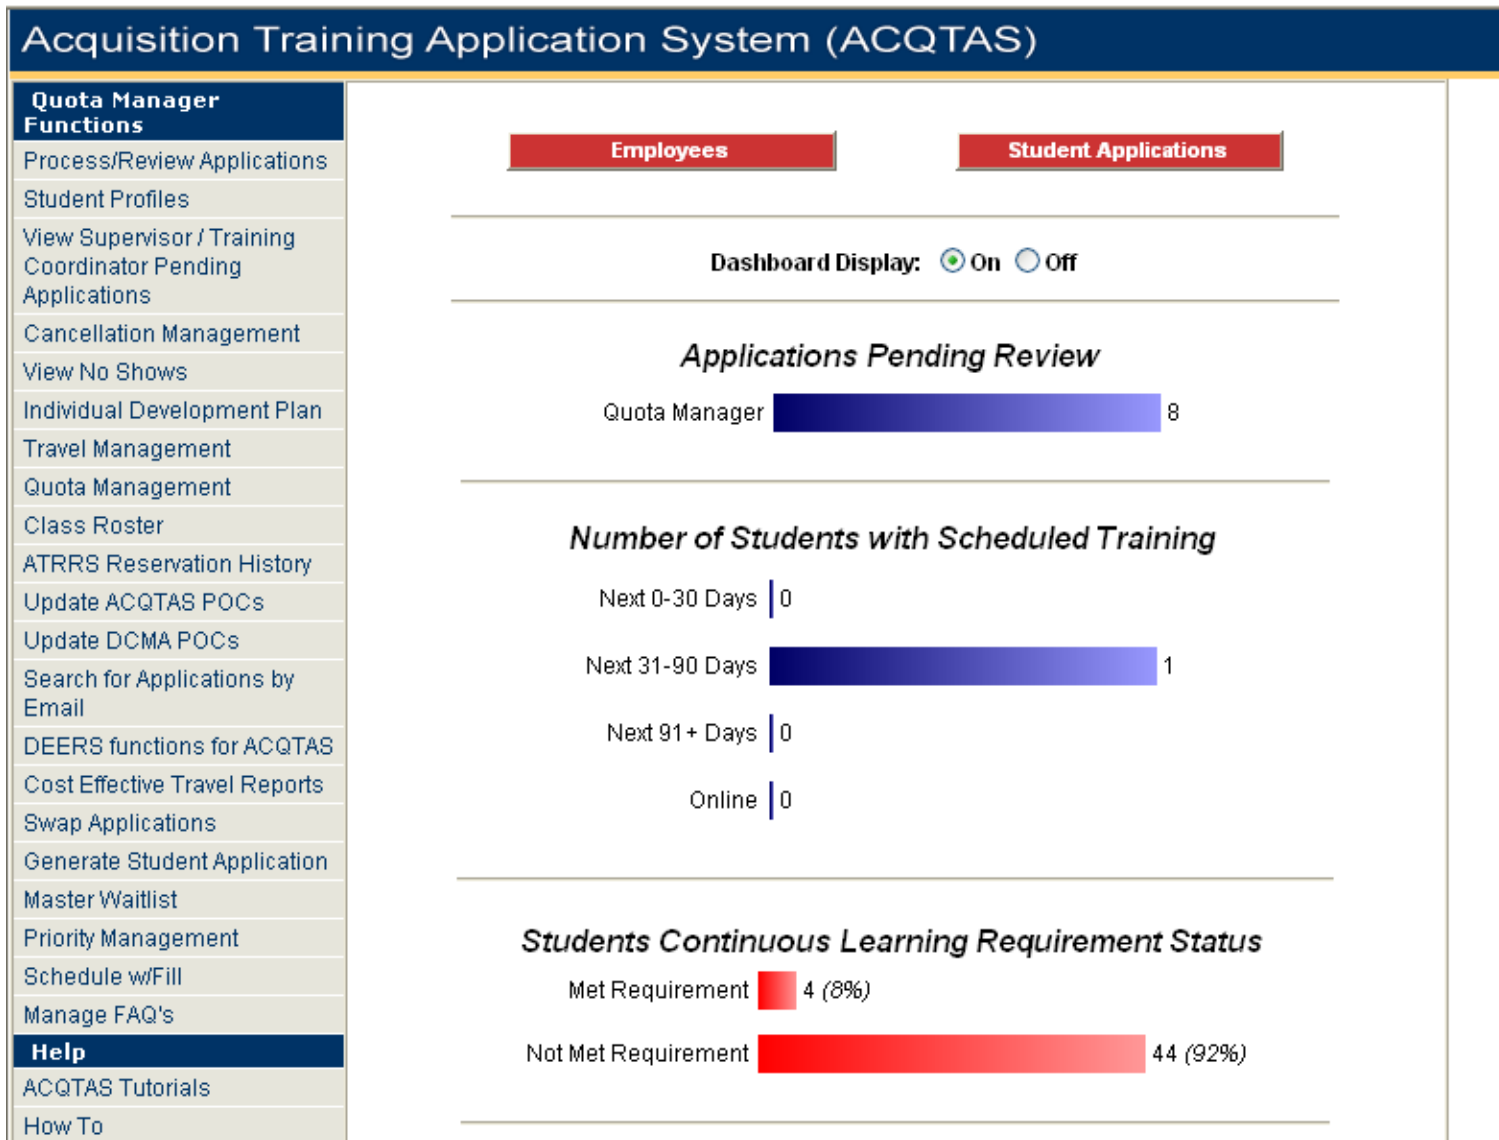 Acquisition Training Application System (ACQTAS)
Quota Manager
Functions
Process/Review Applications
Student Profiles
View Supervisor / Training
Coordinator Pending
Applications
Cancellation Management
View No Shows
Individual Development Plan
Travel Management
Quota Management
Class Roster
ATRRS Reservation History
Update ACQTAS POCs
Update DCMA POCs
Search for Applications by
Email
DEERS functions for ACQTAS
Cost Effective Travel Reports
Swap Applications
Generate Student Application
Master Waitlist
Priority Management
Schedule w/Fill
Manage FAQ's
Help
ACQTAS Tutorials
How To
Employees
Student Applications
Dashboard Display: On Off
Applications Pending Review
Quota Manager 8
Number of Students with Scheduled Training
Next 0-30 Days 0
Next 31-90 Days 1
Next 91+ Days 0
Online 0
Students Continuous Learning Requirement Status
Met Requirement 4 (8%)
Not Met Requirement 44 (92%)